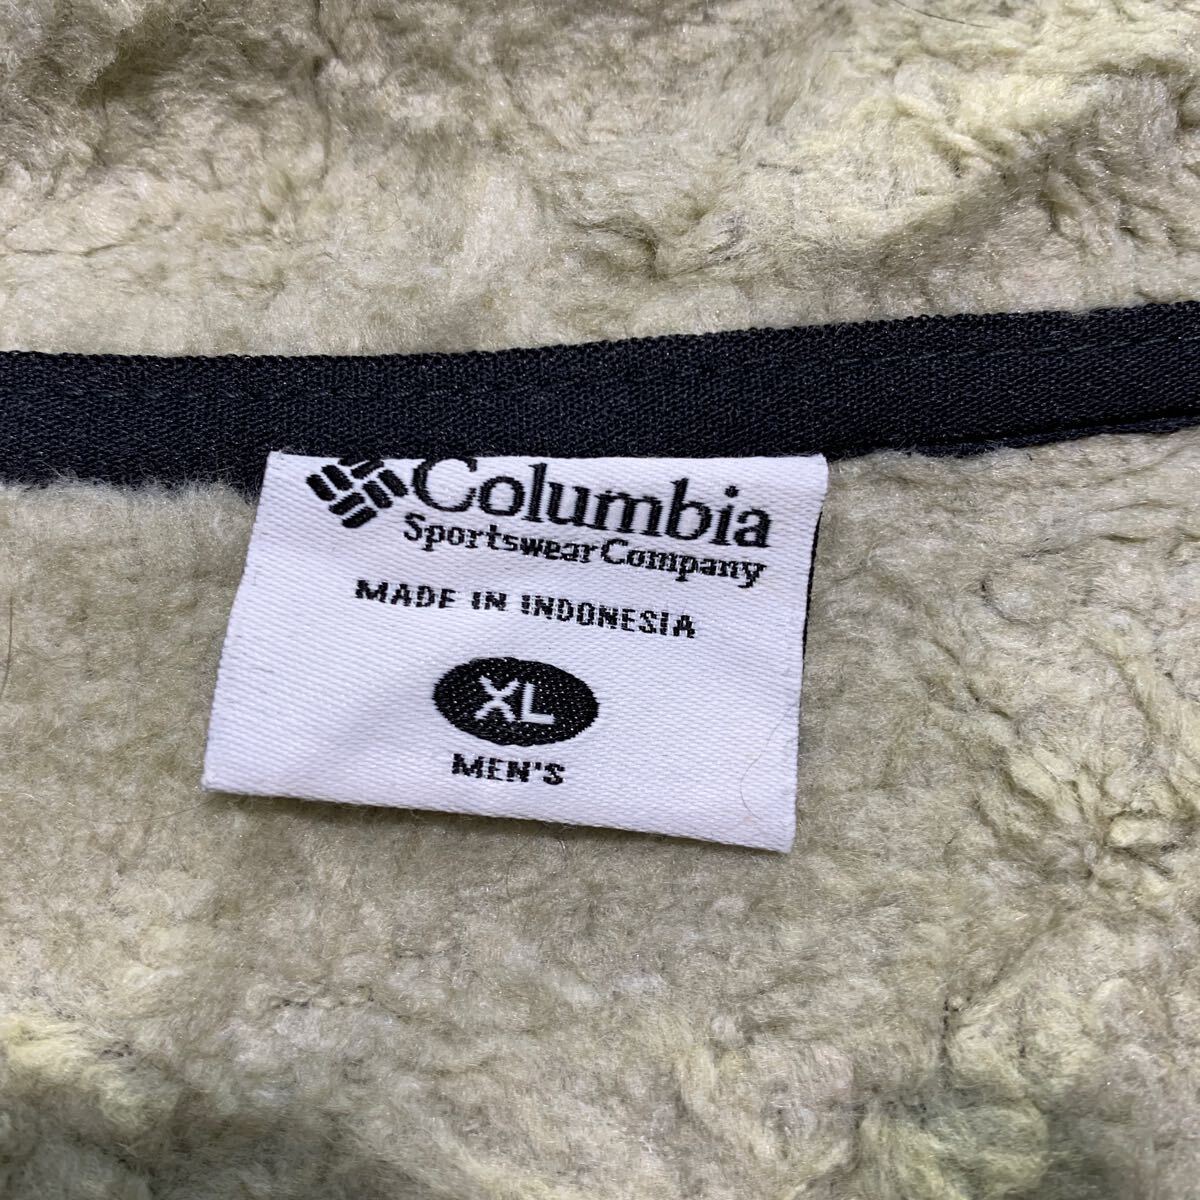 Columbia
Sportswear Company
MADE IN INDONESIA
XL
MEN'S